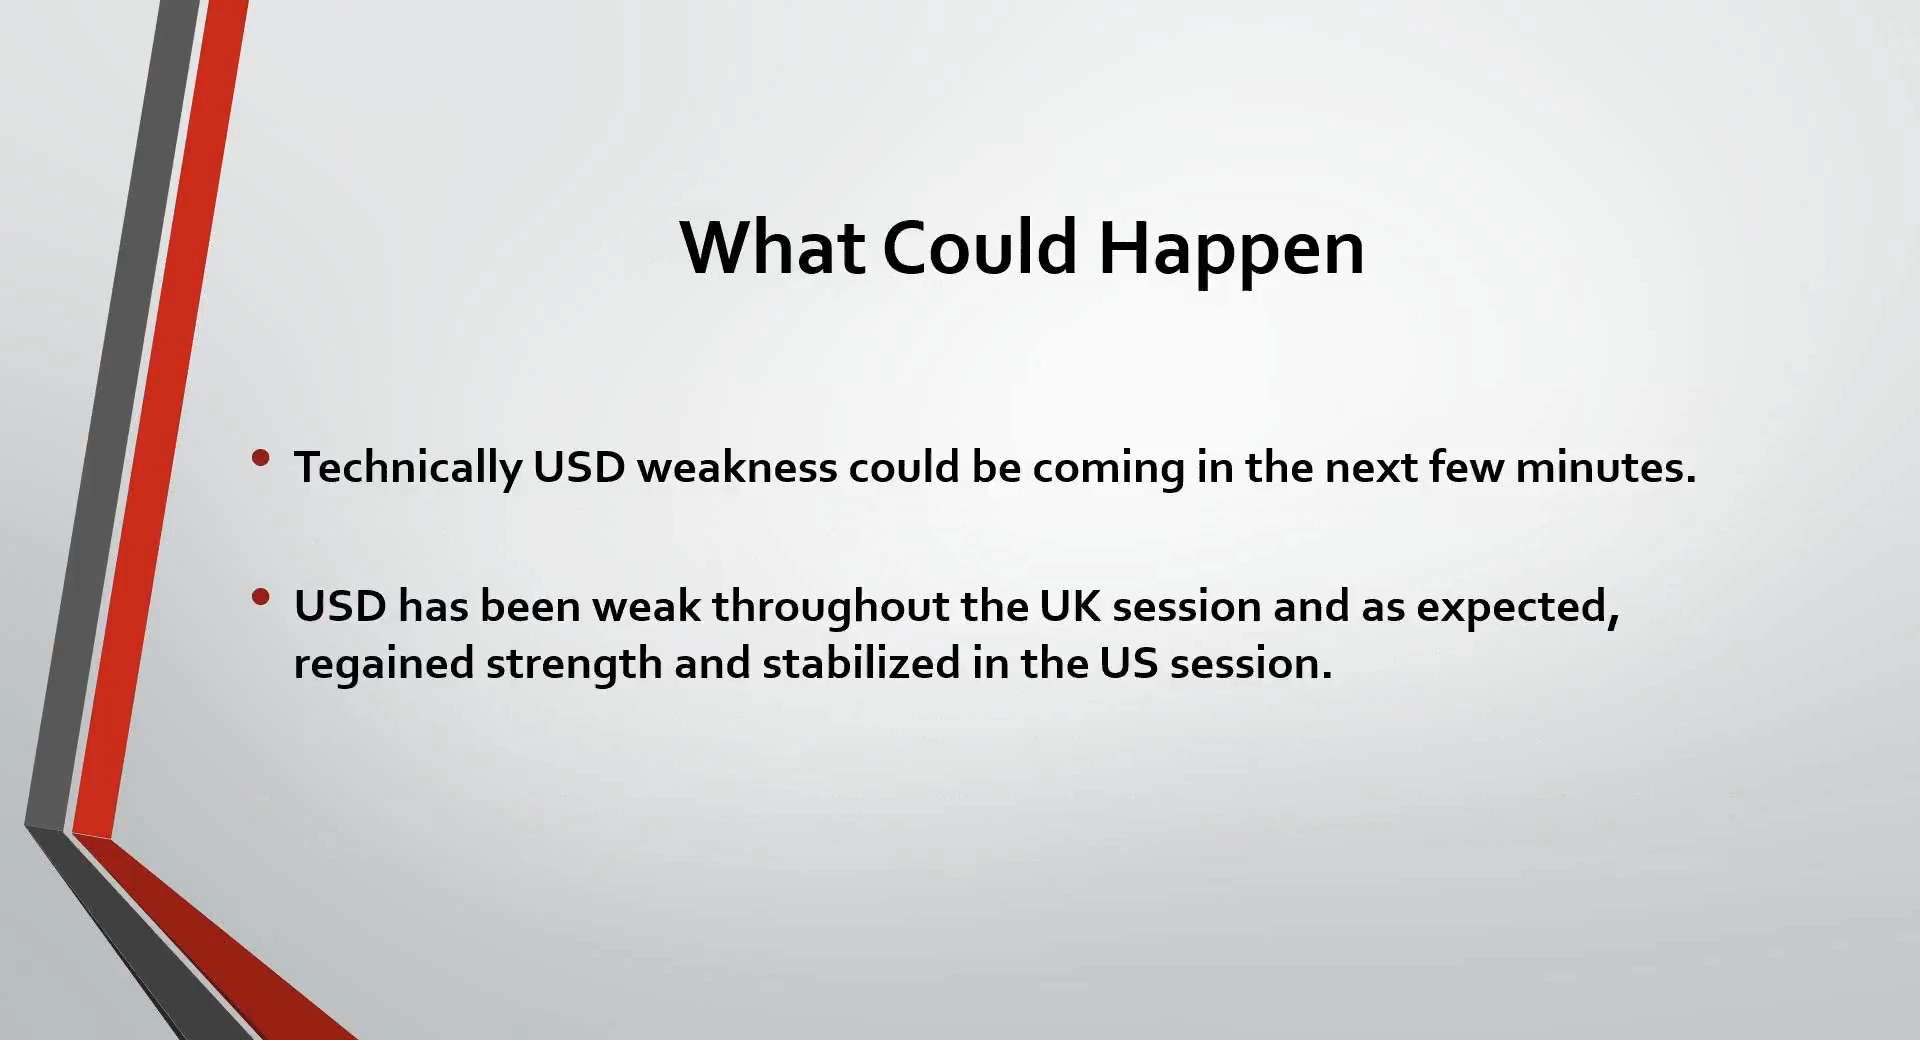 What Could Happen
• Technically USD weakness could be coming in the next few minutes.
• USD has been weak throughout the UK session and as expected,
regained strength and stabilized in the US session.